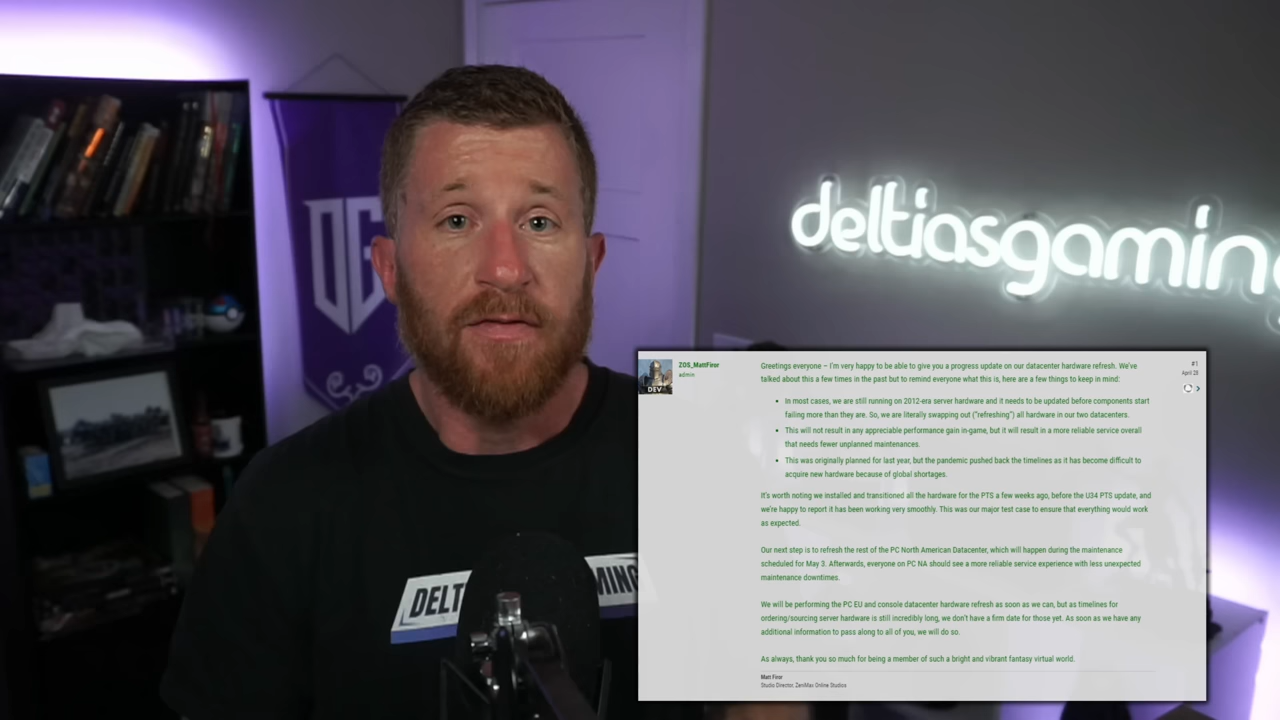 deltiasgaming
DG
DELT
MING
ZOS_MattFiror
admin
DEV
#1
April 28
Greetings everyone – I'm very happy to be able to give you a progress update on our datacenter hardware refresh. We've
talked about this a few times in the past but to remind everyone what this is, here are a few things to keep in mind:
• In most cases, we are still running on 2012-era server hardware and it needs to be updated before components start
failing more than they are. So, we are literally swapping out ("refreshing") all hardware in our two datacenters.
• This will not result in any appreciable performance gain in-game, but it will result in a more reliable service overall
that needs fewer unplanned maintenances.
• This was originally planned for last year, but the pandemic pushed back the timelines as it has become difficult to
acquire new hardware because of global shortages.
It's worth noting we installed and transitioned all the hardware for the PTS a few weeks ago, before the U34 PTS update, and
we're happy to report it has been working very smoothly. This was our major test case to ensure that everything would work
as expected.
Our next step is to refresh the rest of the PC North American Datacenter, which will happen during the maintenance
scheduled for May 3. Afterwards, everyone on PC NA should see a more reliable service experience with less unexpected
maintenance downtimes.
We will be performing the PC EU and console datacenter hardware refresh as soon as we can, but as timelines for
ordering/sourcing server hardware is still incredibly long, we don't have a firm date for those yet. As soon as we have any
additional information to pass along to all of you, we will do so.
As always, thank you so much for being a member of such a bright and vibrant fantasy virtual world.
Matt Firor
Studio Director, ZeniMax Online Studios